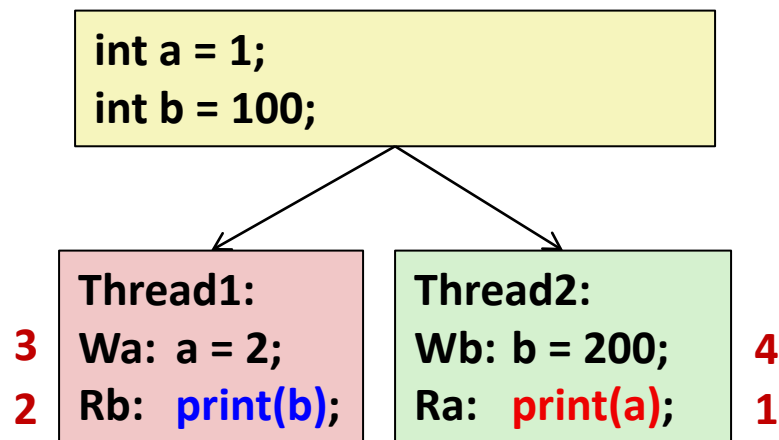 int a = 1;
int b = 100;
Thread1:
3 Wa: a = 2;
2 Rb: print(b);
Thread2:
Wb: b = 200; 4
Ra: print(a); 1